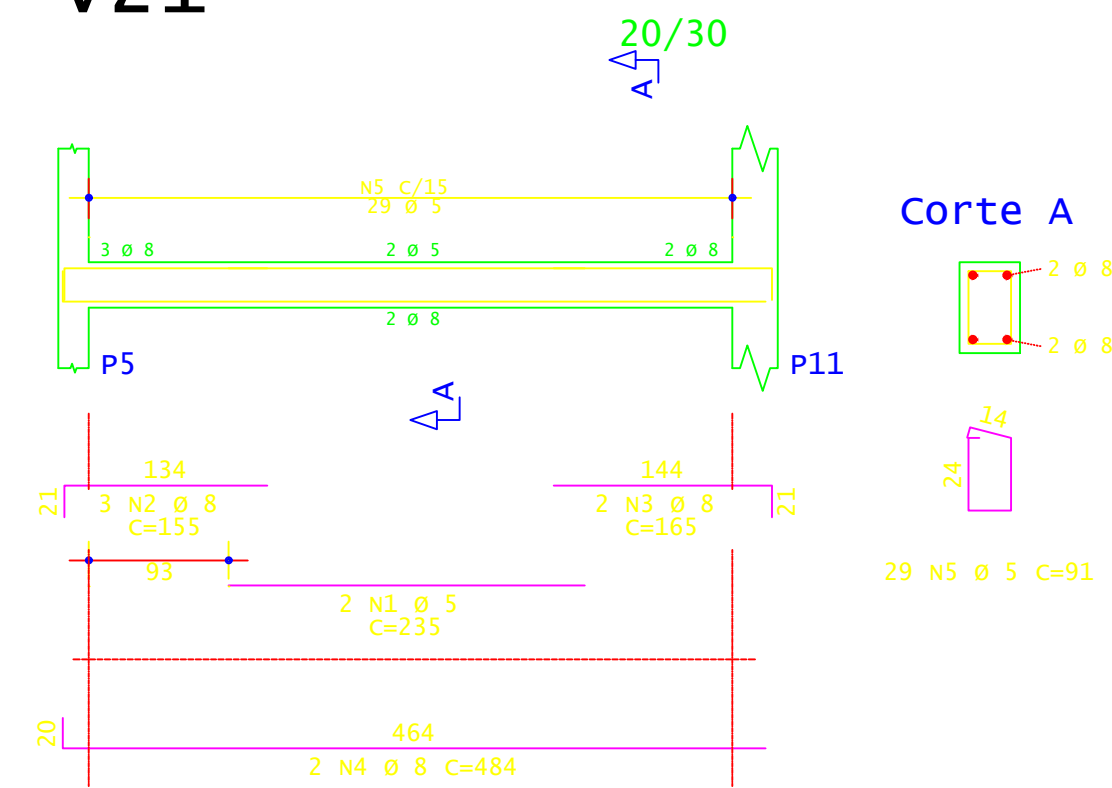 20/30
A
N5 C/15
29 Ø 5
3 Ø 8
2 Ø 5
2 Ø 8
2 Ø 8
P5
P11
A
Corte A
2 Ø 8
2 Ø 8
134
21
3 N2 Ø 8
C=155
144
21
2 N3 Ø 8
C=165
93
2 N1 Ø 5
C=235
14
24
29 N5 Ø 5 C=91
20
464
2 N4 Ø 8 C=484